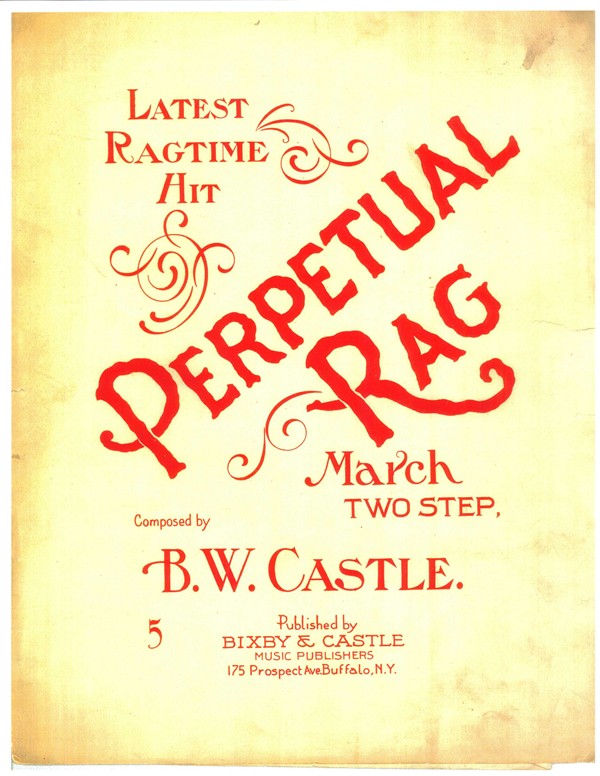 LATEST
RAGTIME
HIT
PERPETUAL
RAG
March
TWO STEP,
Composed by
B.W. CASTLE.
5
Published by
BIXBY & CASTLE
MUSIC PUBLISHERS
175 Prospect Ave. Buffalo, N.Y.